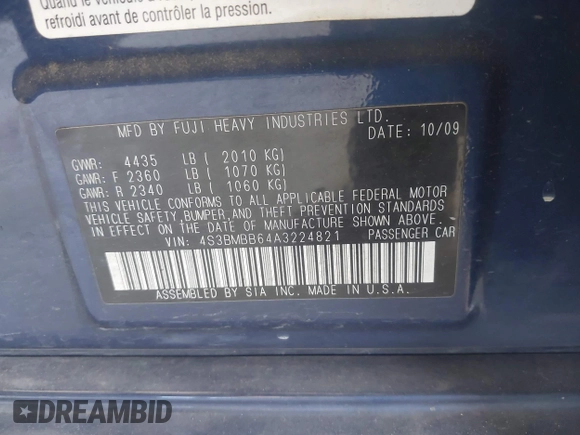 refroidi avant de contrôler la pression.
MFD BY FUJI HEAVY INDUSTRIES LTD.
DATE: 10/09
GVWR: 4435 LB ( 2010 KG)
GAWR: F 2360 LB ( 1070 KG)
GAWR: R 2340 LB ( 1060 KG)
THIS VEHICLE CONFORMS TO ALL APPLICABLE FEDERAL MOTOR
VEHICLE SAFETY, BUMPER, AND THEFT PREVENTION STANDARDS
IN EFFECT ON THE DATE OF MANUFACTURE SHOWN ABOVE.
VIN: 4S3BMBB64A3224821 PASSENGER CAR
ASSEMBLED BY SIA INC. MADE IN U.S.A.
DREAMBID